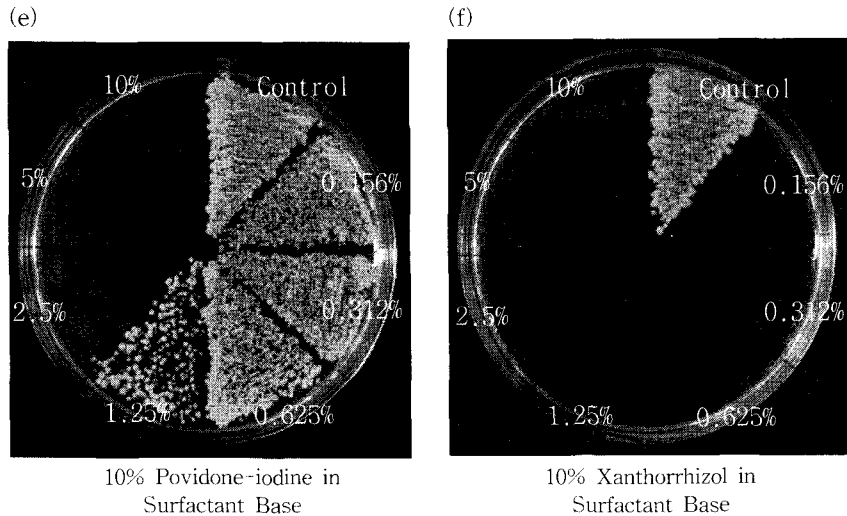 (e)
Control
10%
0.156%
5%
0.312%
2.5%
0.625%
1.25%
10% Povidone-iodine in
Surfactant Base
(f)
Control
10%
0.156%
5%
0.312%
2.5%
0.625%
1.25%
10% Xanthorrhizol in
Surfactant Base